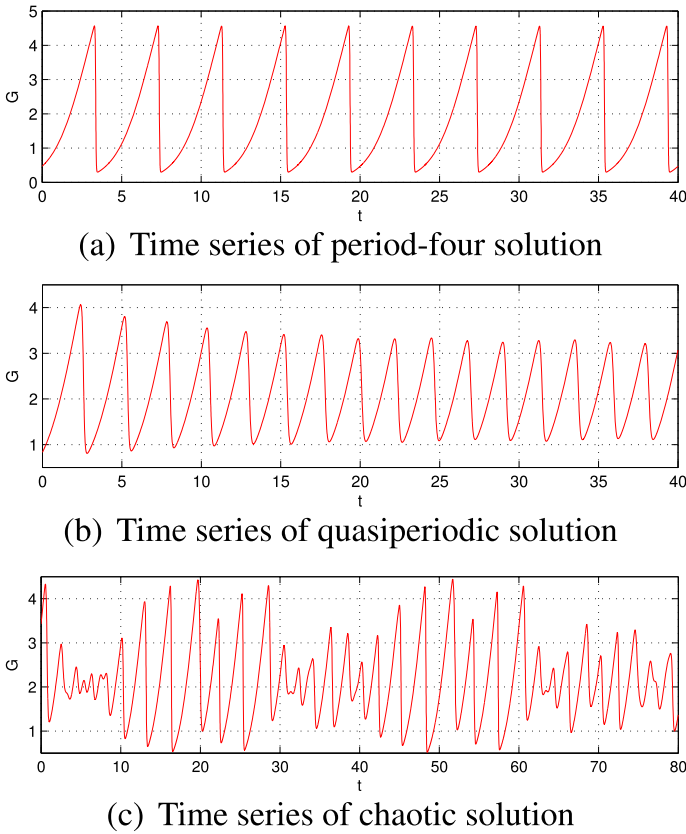 5
4
3
2
1
0
G
0 5 10 15 20 25 30 35 40
t
(a) Time series of period-four solution
4
3
2
1
G
0 5 10 15 20 25 30 35 40
t
(b) Time series of quasiperiodic solution
4
3
2
1
G
0 10 20 30 40 50 60 70 80
t
(c) Time series of chaotic solution